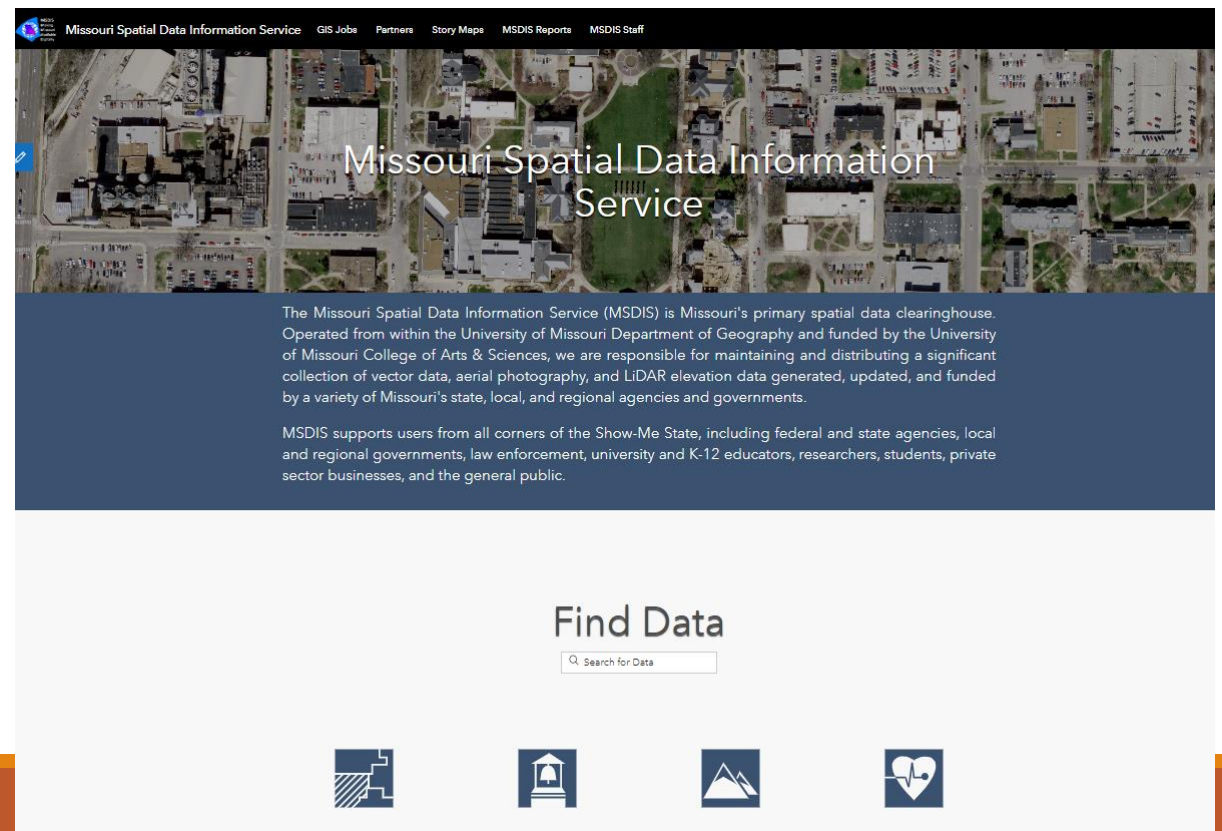 Missouri Spatial Data Information Service GIS Jobs Partners Story Maps MSDIS Reports MSDIS Staff
Missouri Spatial Data Information
Service
The Missouri Spatial Data Information Service (MSDIS) is Missouri's primary spatial data clearinghouse.
Operated from within the University of Missouri Department of Geography and funded by the University
of Missouri College of Arts & Sciences, we are responsible for maintaining and distributing a significant
collection of vector data, aerial photography, and LiDAR elevation data generated, updated, and funded
by a variety of Missouri's state, local, and regional agencies and governments.
MSDIS supports users from all corners of the Show-Me State, including federal and state agencies, local
and regional governments, law enforcement, university and K-12 educators, researchers, students, private
sector businesses, and the general public.
Find Data
Search for Data